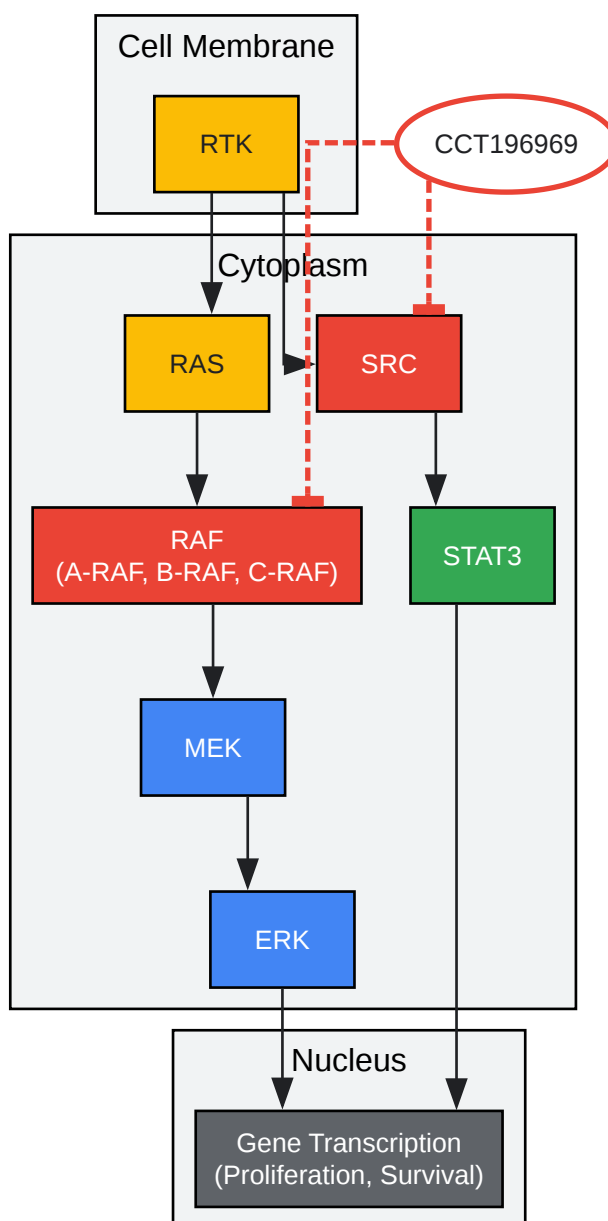 Cell Membrane
RTK
CCT196969
Cytoplasm
RAS
SRC
RAF
(A-RAF, B-RAF, C-RAF)
STAT3
MEK
ERK
Nucleus
Gene Transcription
(Proliferation, Survival)